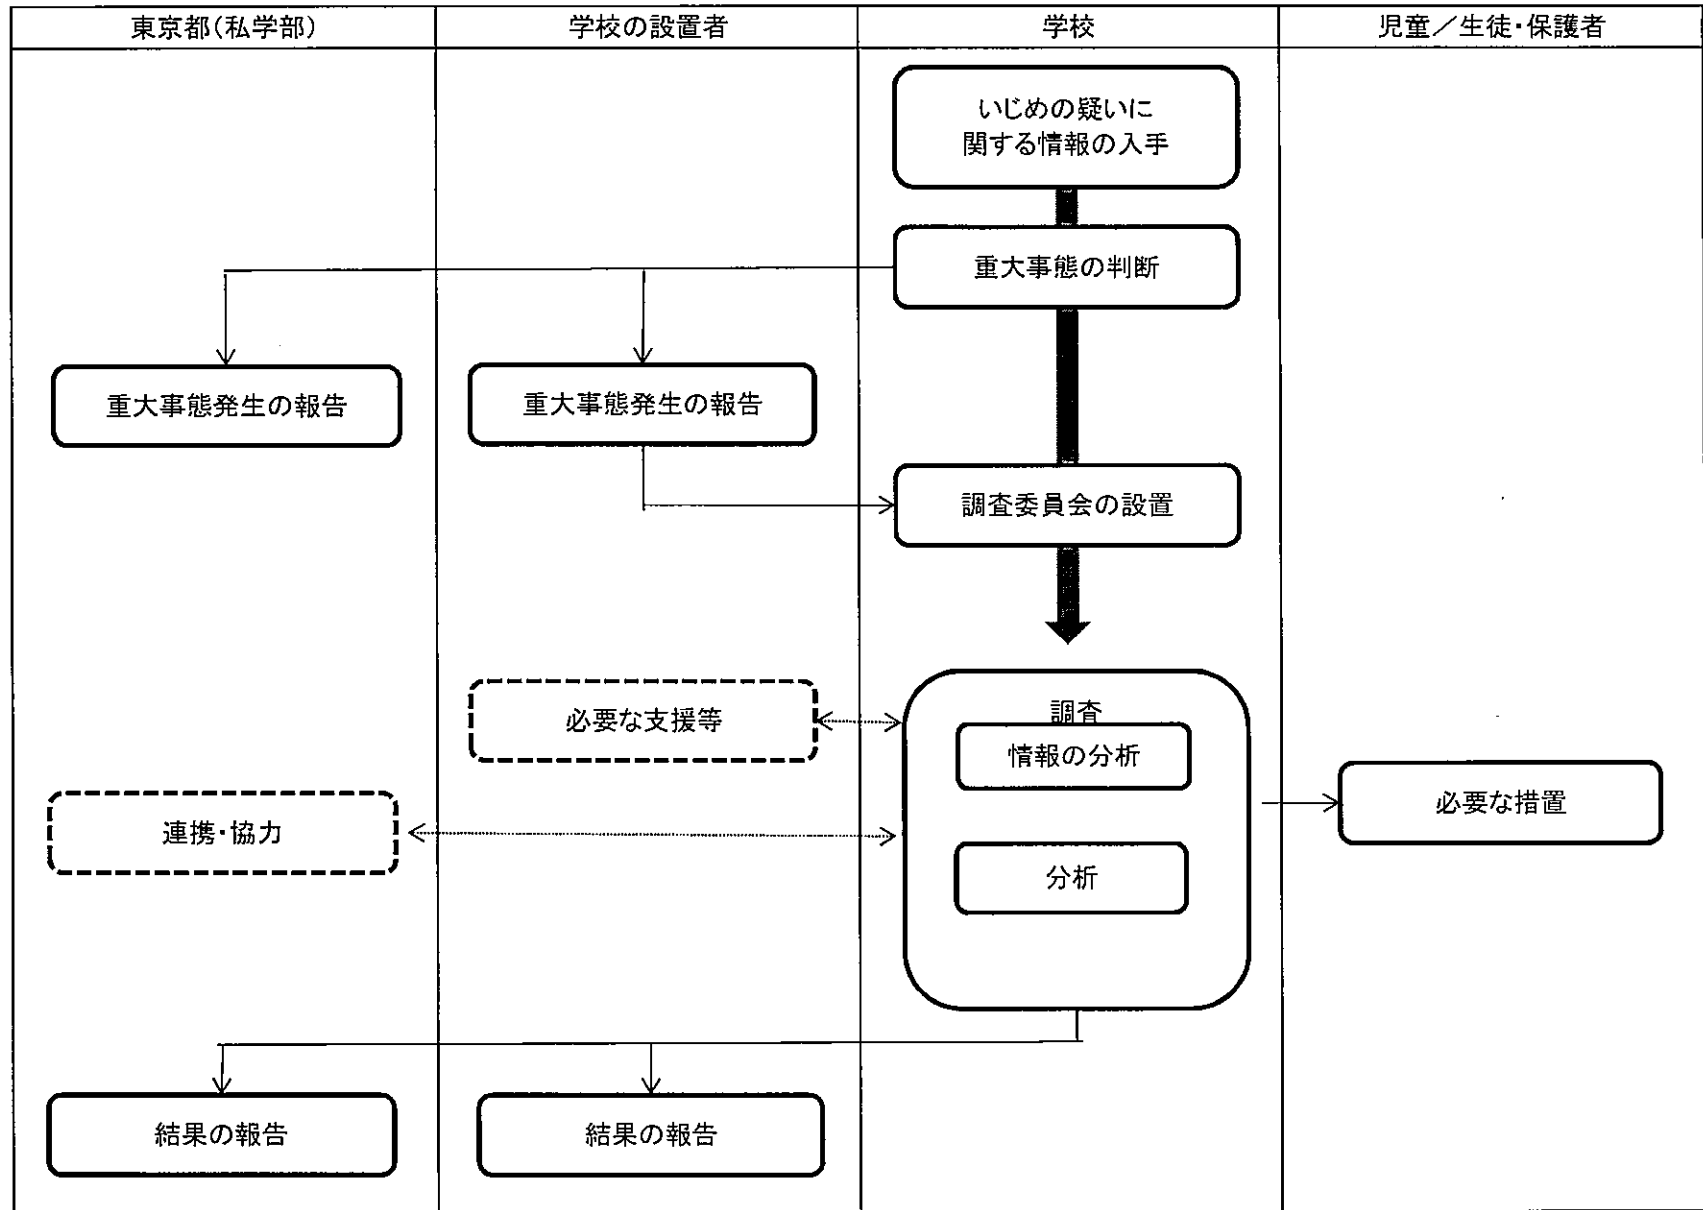 東京都(私学部)
学校の設置者
学校
児童／生徒・保護者
いじめの疑いに
関する情報の入手
重大事態の判断
重大事態発生の報告
重大事態発生の報告
調査委員会の設置
調査
情報の分析
必要な支援等
必要な措置
連携・協力
分析
結果の報告
結果の報告